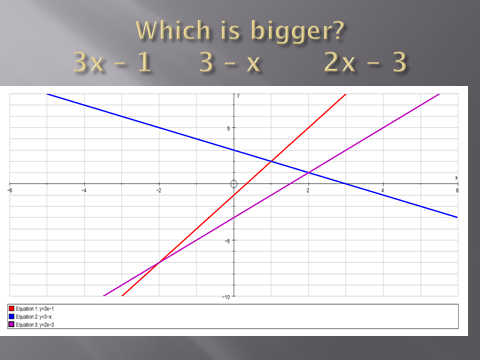 Which is bigger?
3x – 1 3 – x 2x – 3
y
5
x
−6 −4 −2 0 2 4 6
−5
−10
Equation 1: y=3x−1
Equation 2: y=3−x
Equation 3: y=2x−3